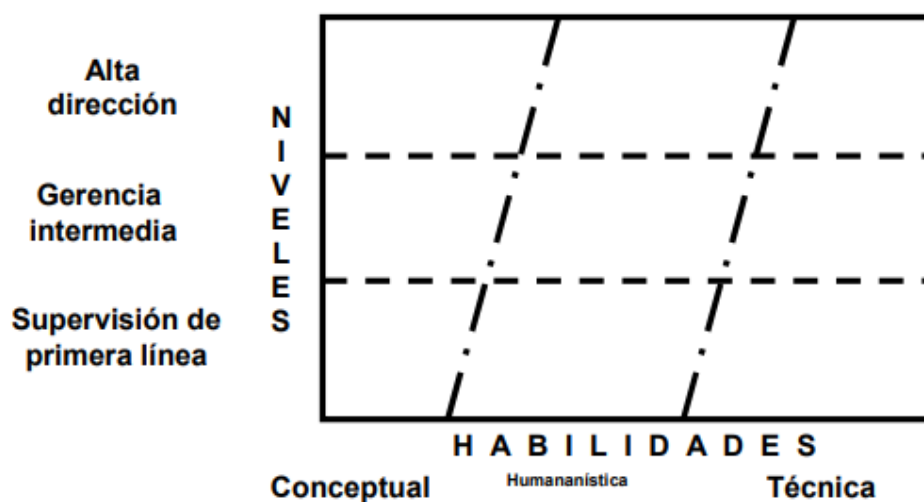 Alta
dirección
Gerencia
intermedia
Supervisión de
primera línea
N
I
V
E
L
E
S
H A B I L I D A D E S
Conceptual Humananística Técnica